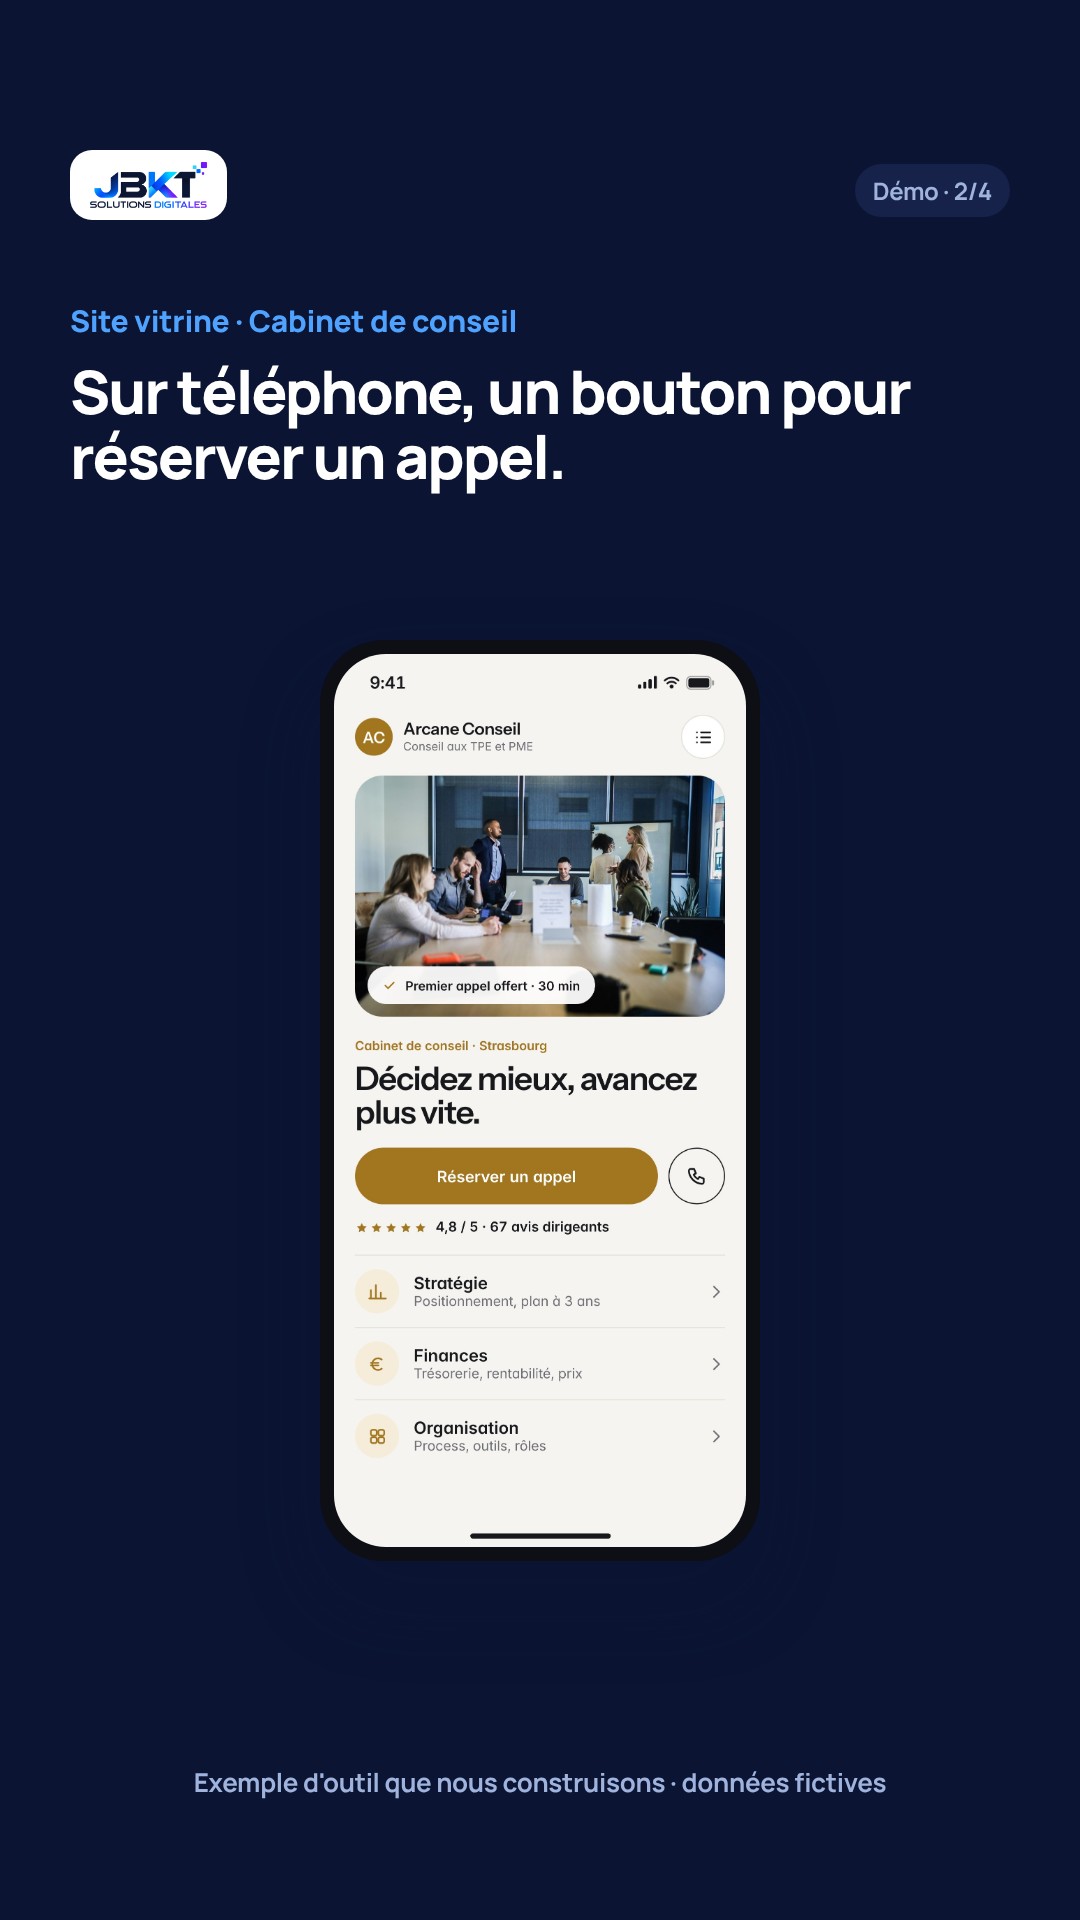 JBKT
SOLUTIONS DIGITALES
Démo · 2/4
Site vitrine · Cabinet de conseil
Sur téléphone, un bouton pour
réserver un appel.
9:41
AC
Arcane Conseil
Conseil aux TPE et PME
Premier appel offert · 30 min
Cabinet de conseil · Strasbourg
Décidez mieux, avancez
plus vite.
Réserver un appel
4,8 / 5 · 67 avis dirigeants
Stratégie
Positionnement, plan à 3 ans
Finances
Trésorerie, rentabilité, prix
Organisation
Process, outils, rôles
Exemple d'outil que nous construisons · données fictives